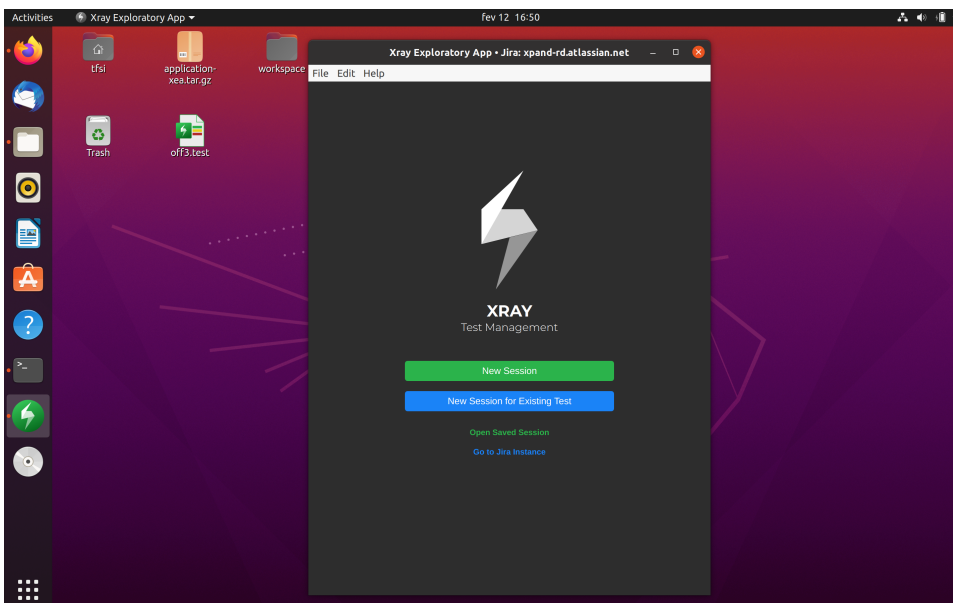 Activities
Xray Exploratory App
fev 12 16:50
tfsi
application-
xea.tar.gz
workspace
Trash
off3.test
Xray Exploratory App • Jira: xpand-rd.atlassian.net
File Edit Help
XRAY
Test Management
New Session
New Session for Existing Test
Open Saved Session
Go to Jira Instance